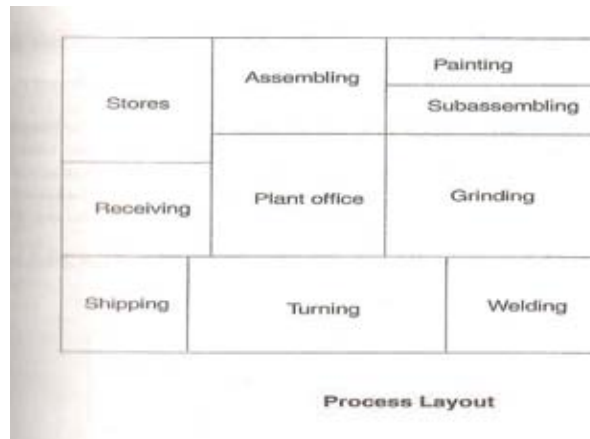 Painting
Assembling
Stores
Subassembling
Receiving
Plant office
Grinding
Shipping
Turning
Welding
Process Layout